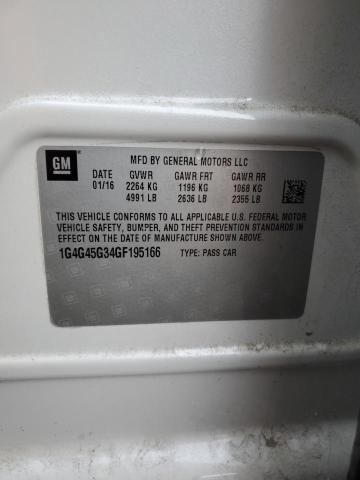 GM
MFD BY GENERAL MOTORS LLC
DATE GVWR GAWR FRT GAWR RR
01/16 2264 KG 1196 KG 1068 KG
4991 LB 2636 LB 2355 LB
THIS VEHICLE CONFORMS TO ALL APPLICABLE U.S. FEDERAL MOTOR
VEHICLE SAFETY, BUMPER, AND THEFT PREVENTION STANDARDS
IN EFFECT ON THE DATE OF MANUFACTURE SHOWN ABOVE.
1G4G45G34GF195166 TYPE: PASS CAR